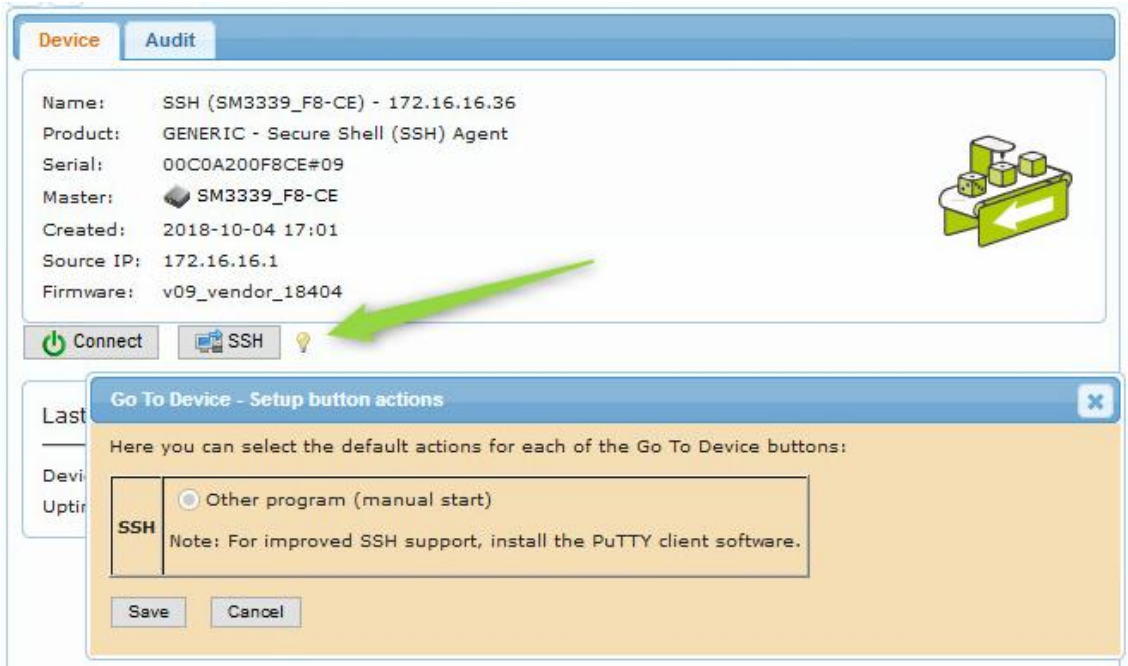 Device Audit
Name: SSH (SM3339_F8-CE) - 172.16.16.36
Product: GENERIC - Secure Shell (SSH) Agent
Serial: 00C0A200F8CE#09
Master: SM3339_F8-CE
Created: 2018-10-04 17:01
Source IP: 172.16.16.1
Firmware: v09_vendor_18404
Connect SSH
Last
Devi
Uptin
Go To Device - Setup button actions
Here you can select the default actions for each of the Go To Device buttons:
SSH
Other program (manual start)
Note: For improved SSH support, install the PuTTY client software.
Save Cancel